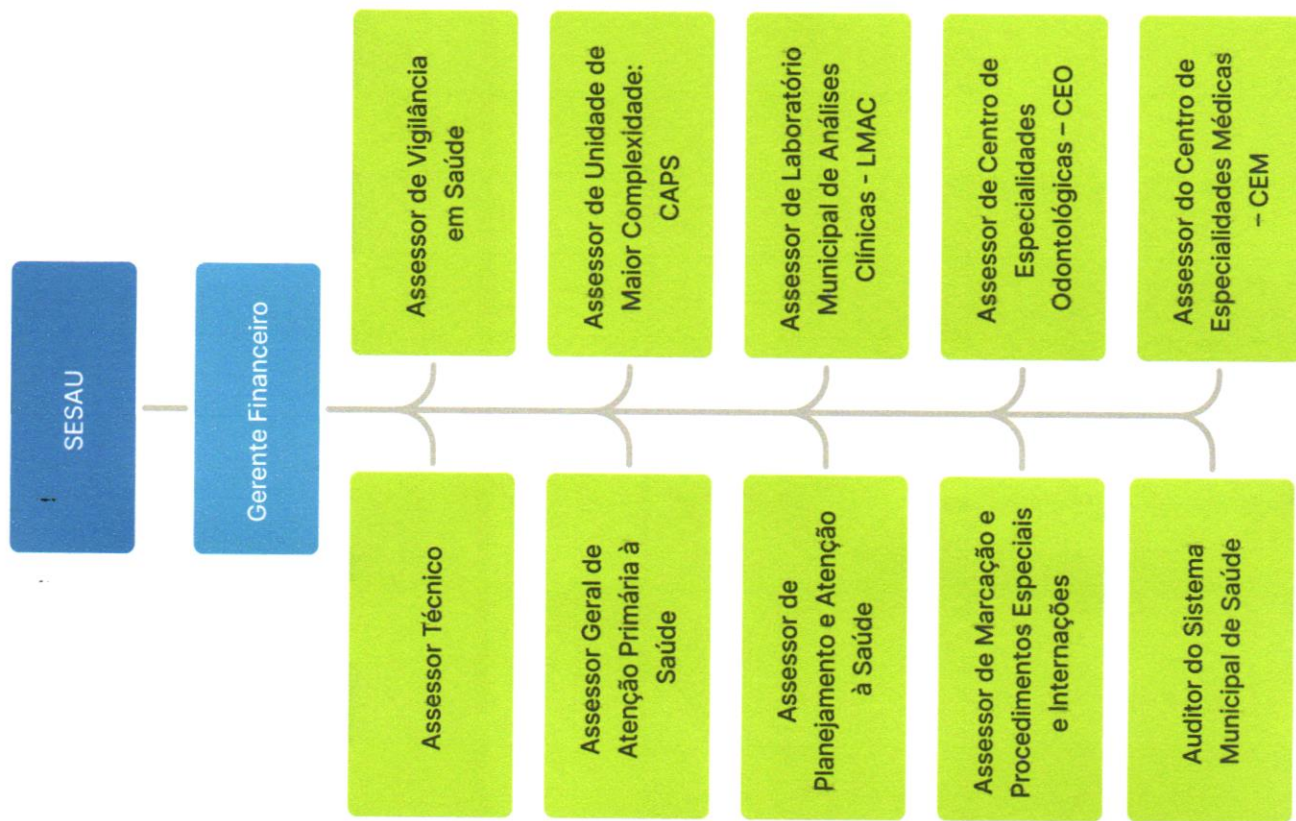 SESAU
Gerente Financeiro
Assessor Técnico
Assessor de Vigilância
em Saúde
Assessor Geral de
Atenção Primária à
Saúde
Assessor de Unidade de
Maior Complexidade:
CAPS
Assessor de
Planejamento e Atenção
à Saúde
Assessor de Laboratório
Municipal de Análises
Clínicas - LMAC
Assessor de Marcação e
Procedimentos Especiais
e Internações
Assessor de Centro de
Especialidades
Odontológicas – CEO
Auditor do Sistema
Municipal de Saúde
Assessor do Centro de
Especialidades Médicas
– CEM